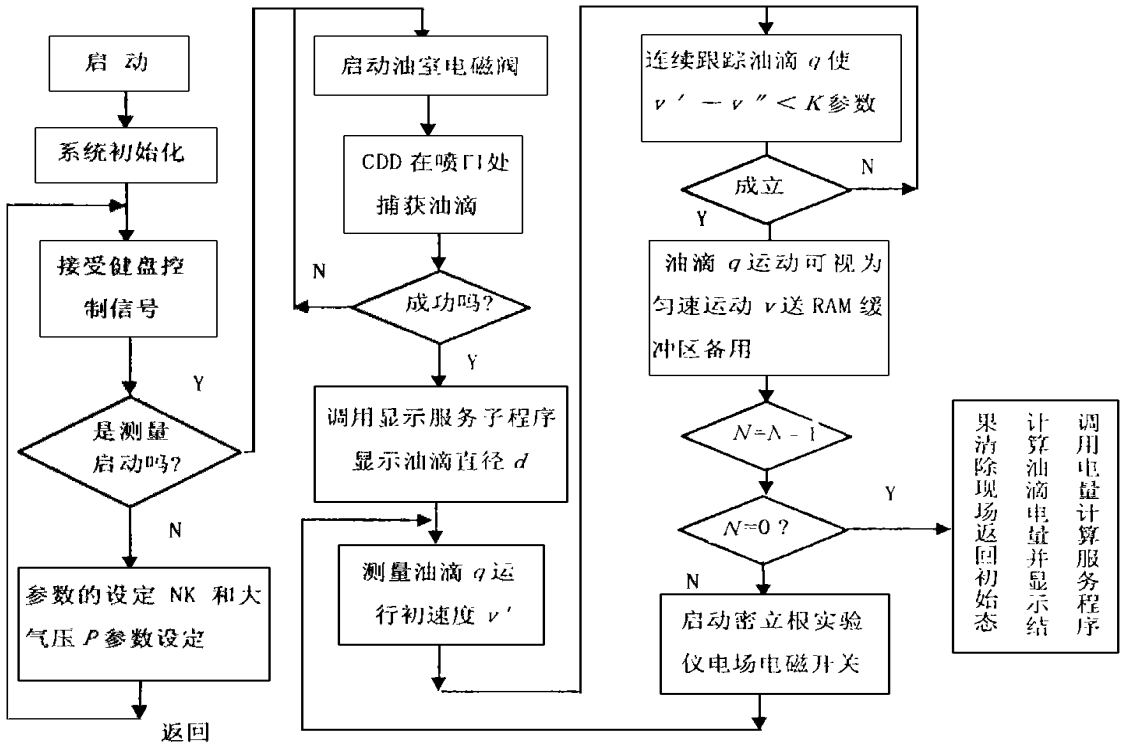 启 动
系统初始化
接受健盘控
制信号
Y
是测量
启动吗?
N
参数的设定 NK 和大
气压 P 参数设定
返回
启动油室电磁阀
CDD 在喷口处
捕获油滴
N
成功吗?
Y
调用显示服务子程序
显示油滴直径 d
测量油滴 q 运
行初速度 v′
连续跟踪油滴 q 使
v′ — v″ < K 参数
N
成立
Y
油滴 q 运动可视为
匀速运动 v 送 RAM 缓
冲区备用
N=N-1
N=0 ?
Y
N
启动密立根实验
仪电场电磁开关
调用电量计算服务程序
计算油滴电量并显示结
果清除现场返回初始态